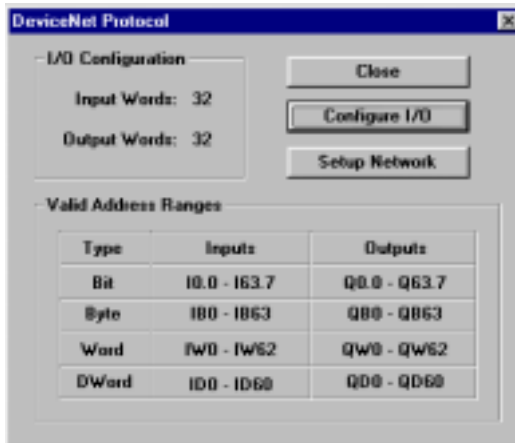 DeviceNet Protocol
I/O Configuration
Input Words: 32
Output Words: 32
Close
Configure I/O
Setup Network
Valid Address Ranges
Type Inputs Outputs
Bit I0.0 - I63.7 Q0.0 - Q63.7
Byte IB0 - IB63 QB0 - QB63
Word IW0 - IW62 QW0 - QW62
DWord ID0 - ID60 QD0 - QD60